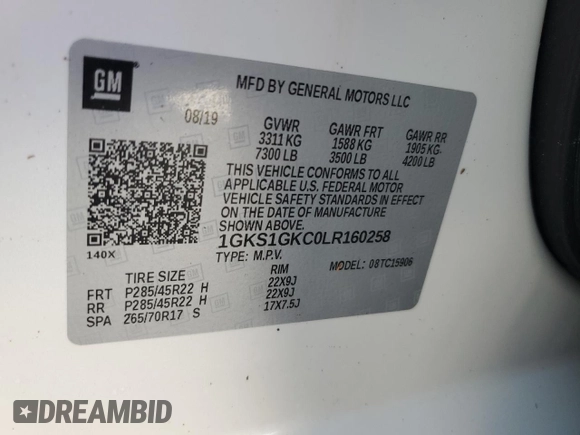 GM
MFD BY GENERAL MOTORS LLC
08/19
GVWR GAWR FRT GAWR RR
3311 KG 1588 KG 1905 KG
7300 LB 3500 LB 4200 LB
THIS VEHICLE CONFORMS TO ALL
APPLICABLE U.S. FEDERAL MOTOR
VEHICLE SAFETY STANDARDS IN EFFECT
ON THE DATE OF MANUFACTURE
SHOWN ABOVE.
1GKS1GKC0LR160258
140X
TYPE: M.P.V. MODEL: 08TC15906
TIRE SIZE RIM
FRT P285/45R22 H 22X9J
RR P285/45R22 H 22X9J
SPA 265/70R17 S 17X7.5J
DREAMBID